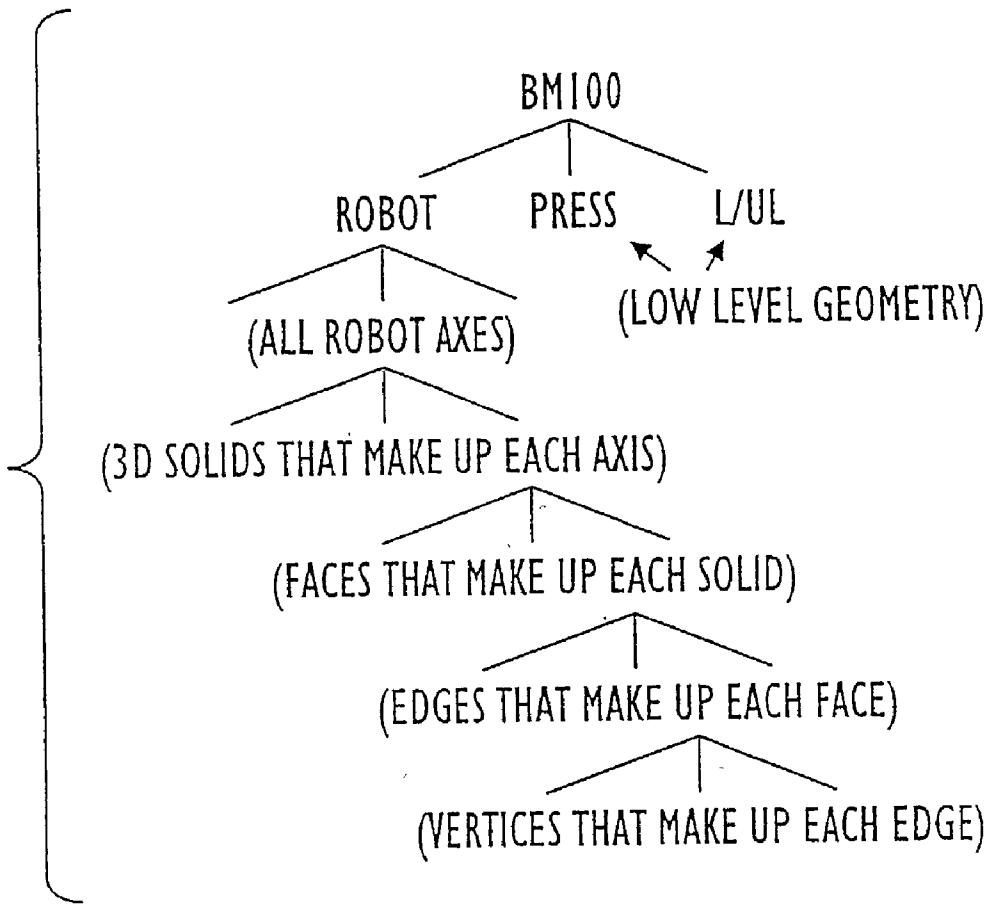 BM100
ROBOT PRESS L/UL
(LOW LEVEL GEOMETRY)
(ALL ROBOT AXES)
(3D SOLIDS THAT MAKE UP EACH AXIS)
(FACES THAT MAKE UP EACH SOLID)
(EDGES THAT MAKE UP EACH FACE)
(VERTICES THAT MAKE UP EACH EDGE)